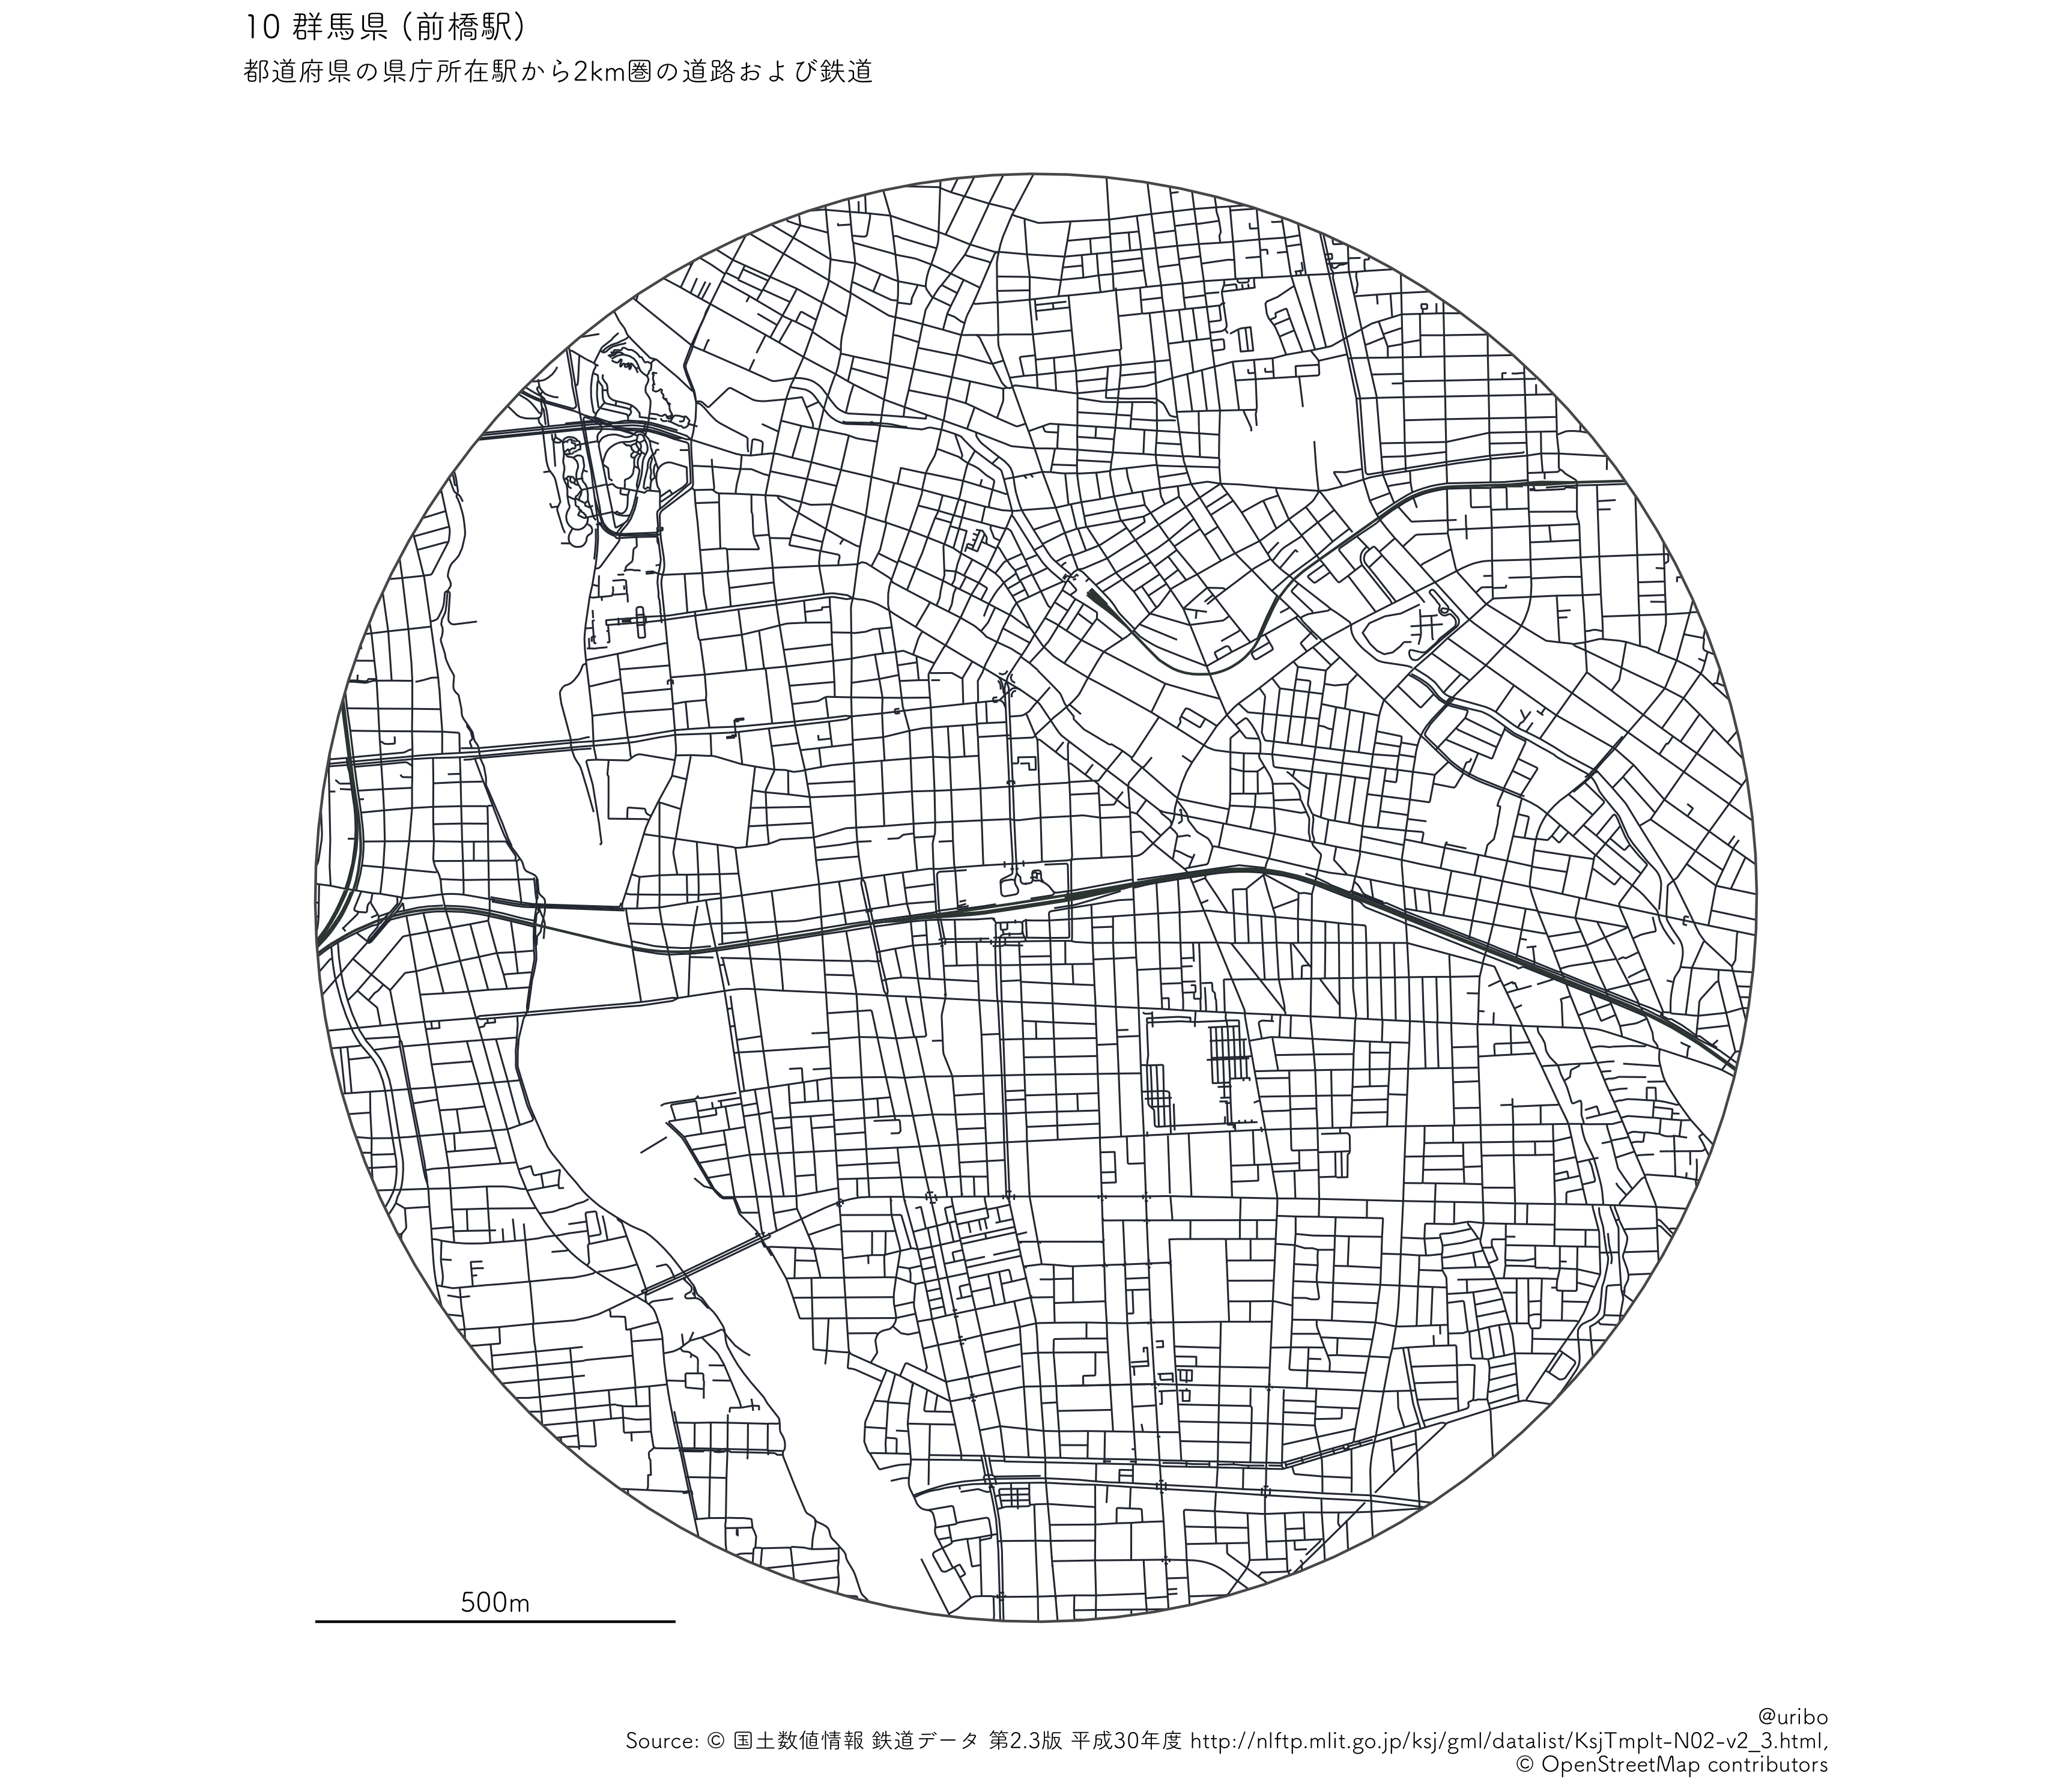 10 群馬県 (前橋駅)
都道府県の県庁所在駅から2km圏の道路および鉄道
500m
@uribo
Source: © 国土数値情報 鉄道データ 第2.3版 平成30年度 http://nlftp.mlit.go.jp/ksj/gml/datalist/KsjTmplt-N02-v2_3.html,
© OpenStreetMap contributors